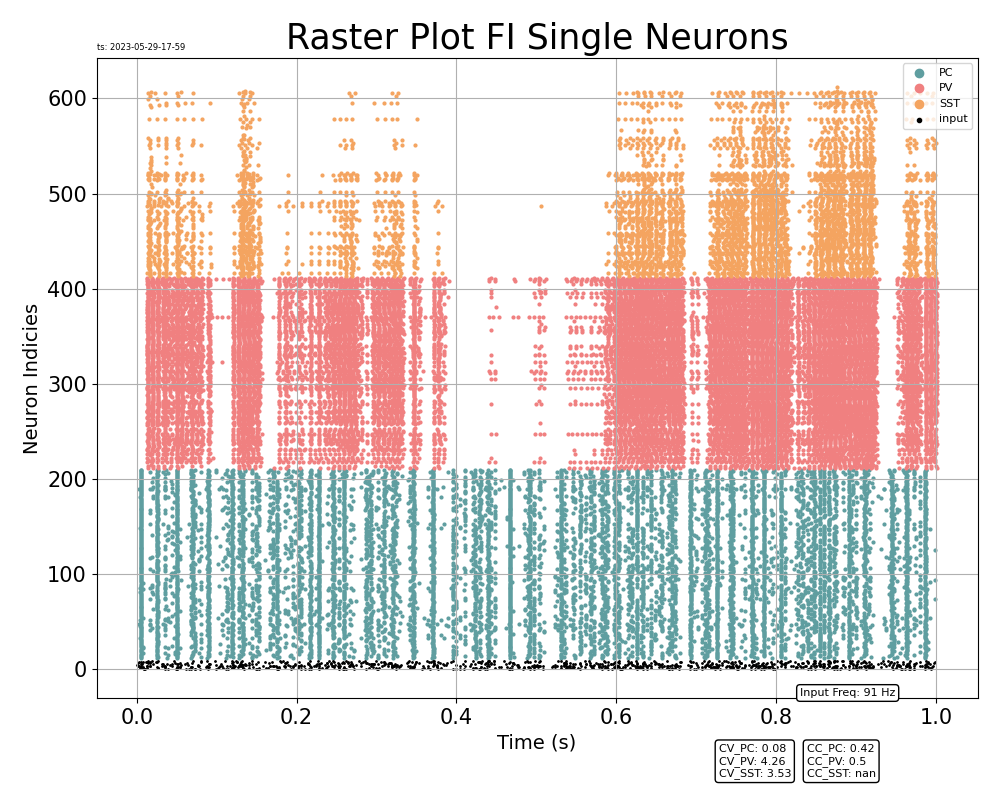 Raster Plot FI Single Neurons
ts: 2023-05-29-17-59
PC
PV
SST
input
600
500
400
300
200
100
0
Neuron Indicies
0.0 0.2 0.4 0.6 0.8 1.0
Time (s)
Input Freq: 91 Hz
CV_PC: 0.08
CV_PV: 4.26
CV_SST: 3.53
CC_PC: 0.42
CC_PV: 0.5
CC_SST: nan